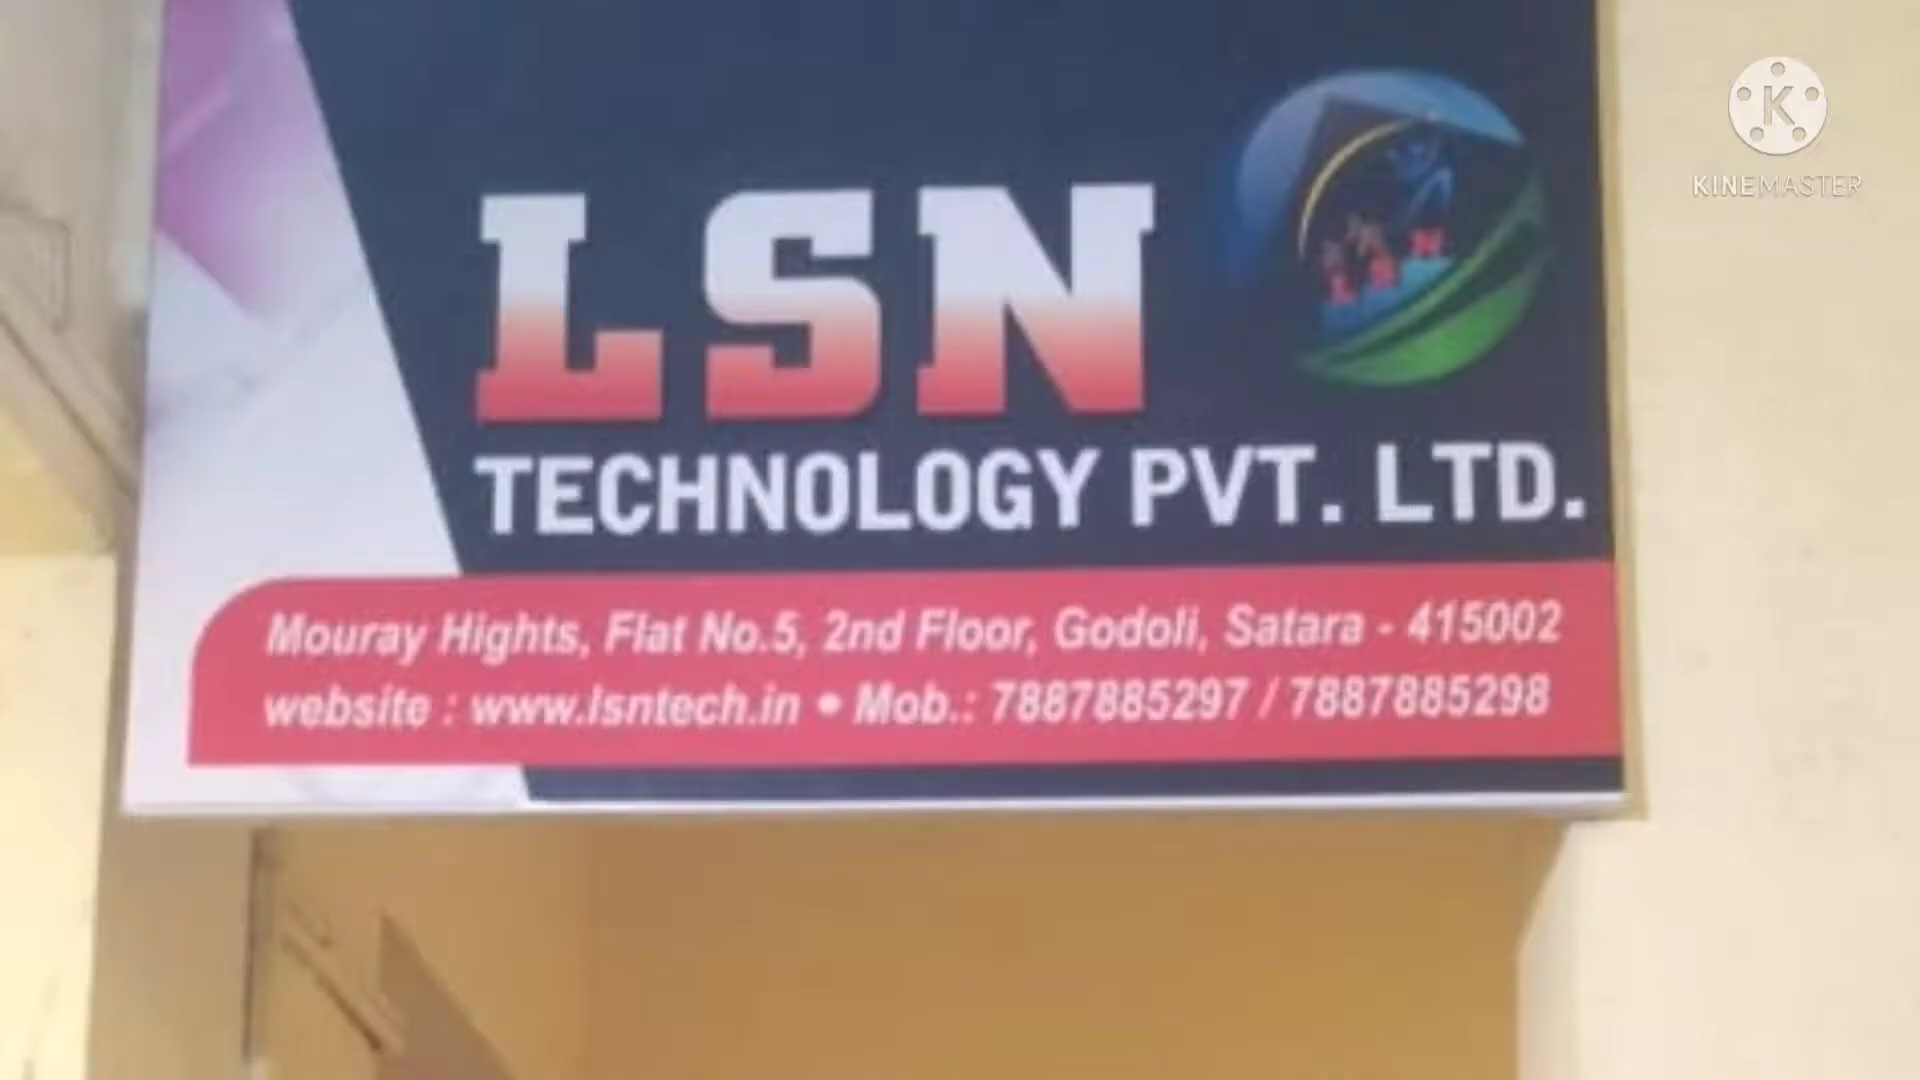 LSN
L S N
TECHNOLOGY PVT. LTD.
Mouray Hights, Flat No.5, 2nd Floor, Godoli, Satara - 415002
website : www.lsntech.in • Mob.: 7887885297 / 7887885298
K
KINEMASTER